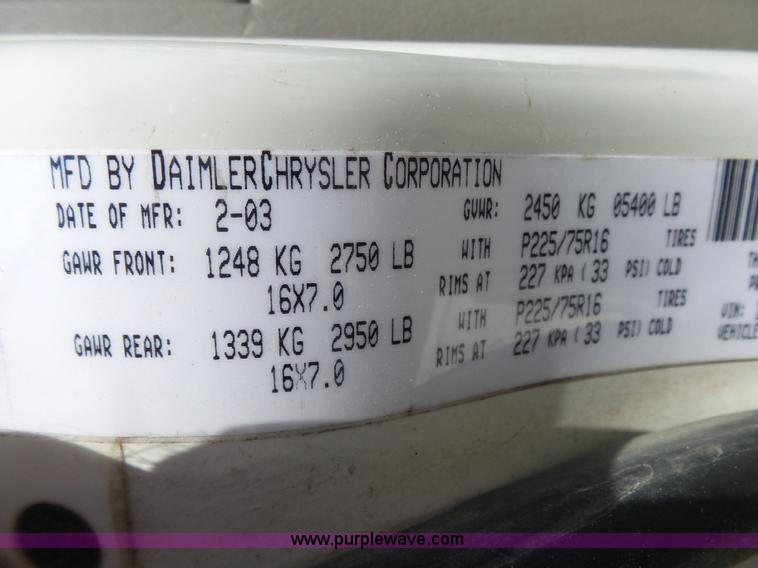 MFD BY DAIMLERCHRYSLER CORPORATION
DATE OF MFR: 2-03 GVWR: 2450 KG 05400 LB
GAWR FRONT: 1248 KG 2750 LB WITH P225/75R16 TIRES
16X7.0 RIMS AT 227 KPA ( 33 PSI) COLD
GAWR REAR: 1339 KG 2950 LB WITH P225/75R16 TIRES
16X7.0 RIMS AT 227 KPA ( 33 PSI) COLD
VIN:
VEHICLE
www.purplewave.com